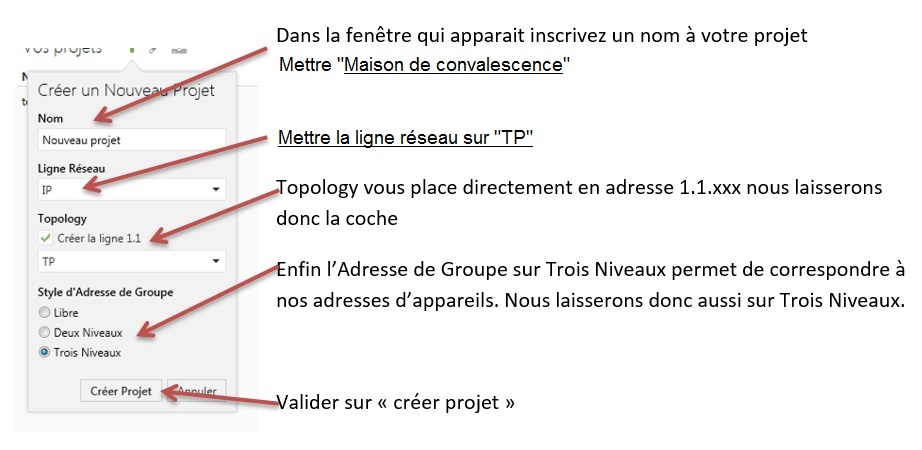 Dans la fenêtre qui apparait inscrivez un nom à votre projet
Mettre "Maison de convalescence"
Vos projets
Créer un Nouveau Projet
Nom
Nouveau projet
Mettre la ligne réseau sur "TP"
Ligne Réseau
IP
Topology vous place directement en adresse 1.1.xxx nous laisserons
donc la coche
Topology
Créer la ligne 1.1
TP
Enfin l’Adresse de Groupe sur Trois Niveaux permet de correspondre à
nos adresses d’appareils. Nous laisserons donc aussi sur Trois Niveaux.
Style d'Adresse de Groupe
Libre
Deux Niveaux
Trois Niveaux
Créer Projet
Annuler
Valider sur « créer projet »